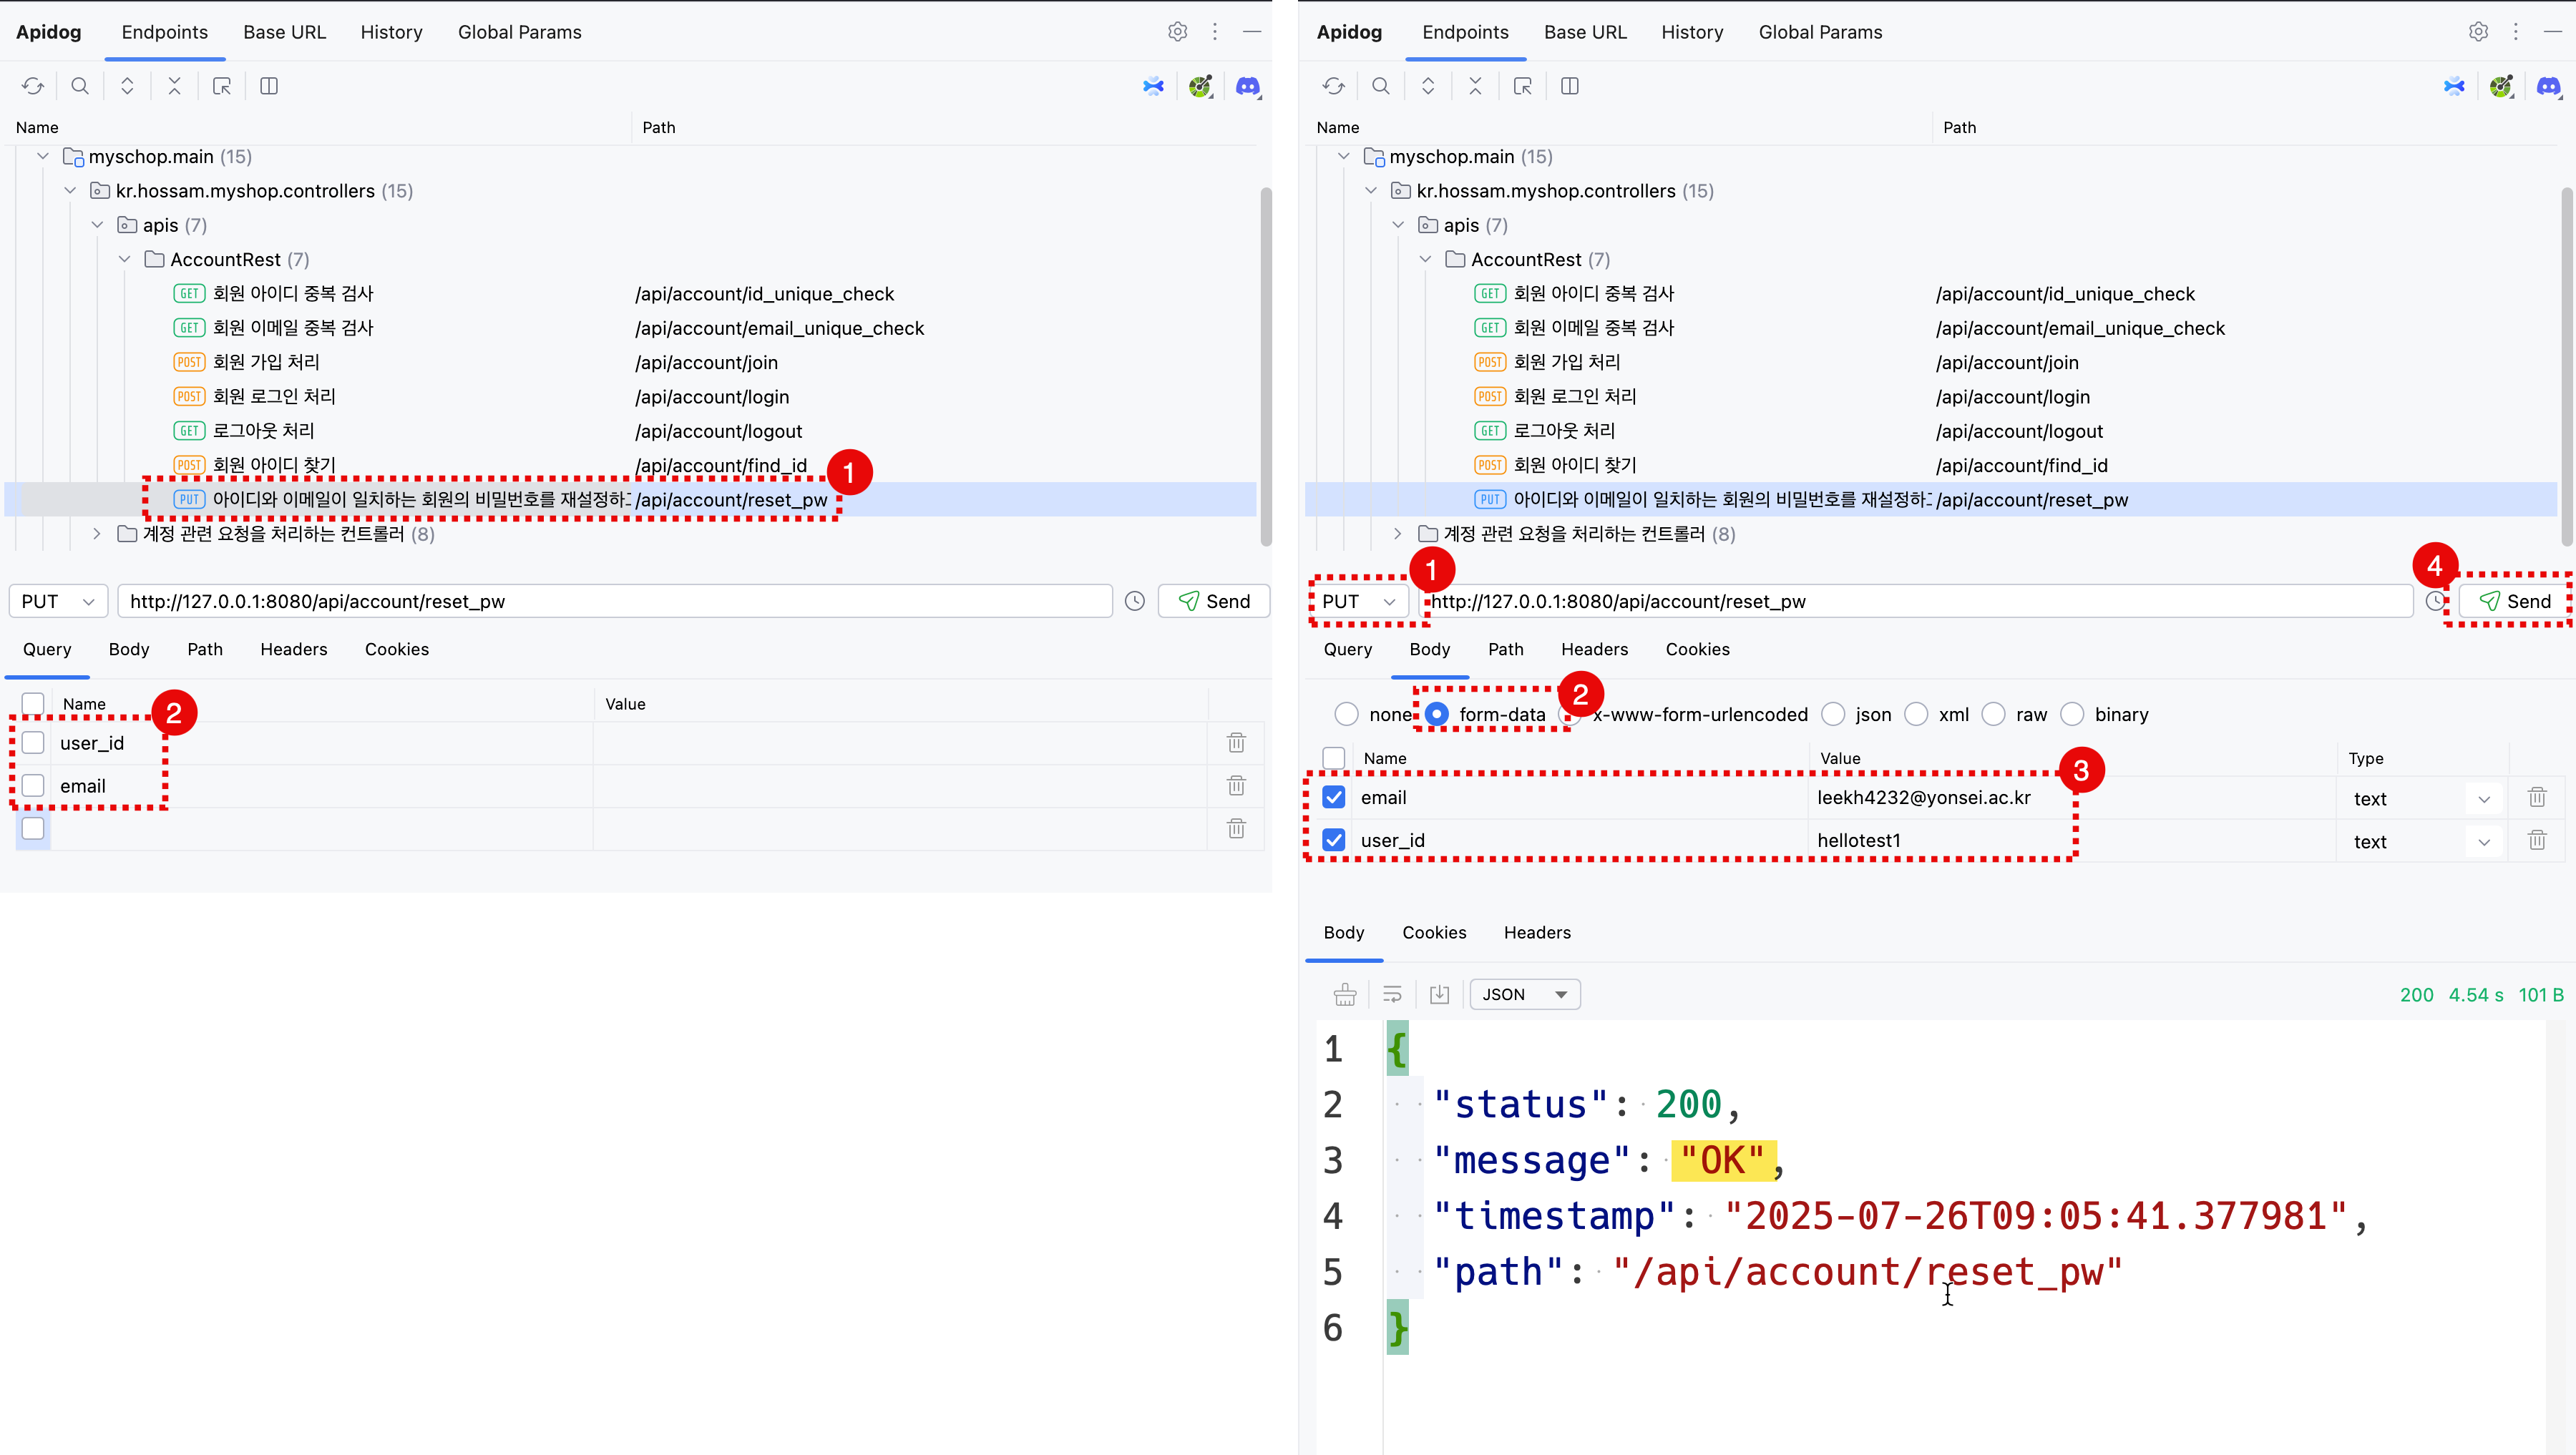 Apidog Endpoints Base URL History Global Params
Name Path
myschop.main (15)
kr.hossam.myshop.controllers (15)
apis (7)
AccountRest (7)
GET 회원 아이디 중복 검사 /api/account/id_unique_check
GET 회원 이메일 중복 검사 /api/account/email_unique_check
POST 회원 가입 처리 /api/account/join
POST 회원 로그인 처리 /api/account/login
GET 로그아웃 처리 /api/account/logout
POST 회원 아이디 찾기 /api/account/find_id
1
PUT 아이디와 이메일이 일치하는 회원의 비밀번호를 재설정하고 /api/account/reset_pw
계정 관련 요청을 처리하는 컨트롤러 (8)
PUT http://127.0.0.1:8080/api/account/reset_pw Send
Query Body Path Headers Cookies
Name Value
2
user_id
email
Apidog Endpoints Base URL History Global Params
Name Path
myschop.main (15)
kr.hossam.myshop.controllers (15)
apis (7)
AccountRest (7)
GET 회원 아이디 중복 검사 /api/account/id_unique_check
GET 회원 이메일 중복 검사 /api/account/email_unique_check
POST 회원 가입 처리 /api/account/join
POST 회원 로그인 처리 /api/account/login
GET 로그아웃 처리 /api/account/logout
POST 회원 아이디 찾기 /api/account/find_id
PUT 아이디와 이메일이 일치하는 회원의 비밀번호를 재설정하고 /api/account/reset_pw
계정 관련 요청을 처리하는 컨트롤러 (8)
1 4
PUT http://127.0.0.1:8080/api/account/reset_pw Send
Query Body Path Headers Cookies
2
none form-data x-www-form-urlencoded json xml raw binary
Name Value Type
3
email leekh4232@yonsei.ac.kr text
user_id hellotest1 text
Body Cookies Headers
JSON 200 4.54 s 101 B
1 {
2 "status": 200,
3 "message": "OK",
4 "timestamp": "2025-07-26T09:05:41.377981",
5 "path": "/api/account/reset_pw"
6 }